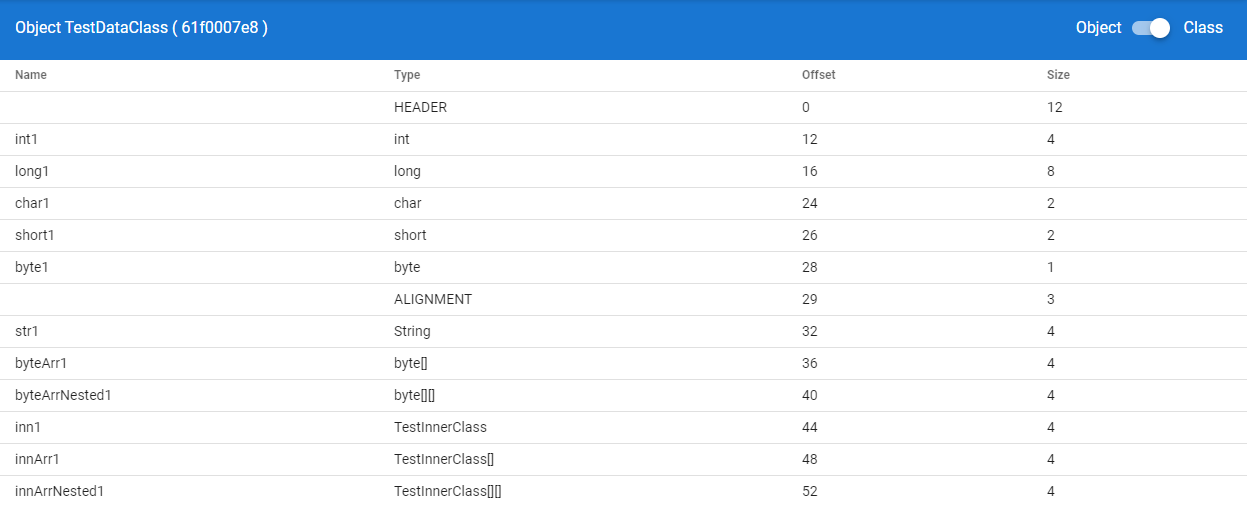 Object TestDataClass ( 61f0007e8 ) Object Class
Name Type Offset Size
HEADER 0 12
int1 int 12 4
long1 long 16 8
char1 char 24 2
short1 short 26 2
byte1 byte 28 1
ALIGNMENT 29 3
str1 String 32 4
byteArr1 byte[] 36 4
byteArrNested1 byte[][] 40 4
inn1 TestInnerClass 44 4
innArr1 TestInnerClass[] 48 4
innArrNested1 TestInnerClass[][] 52 4